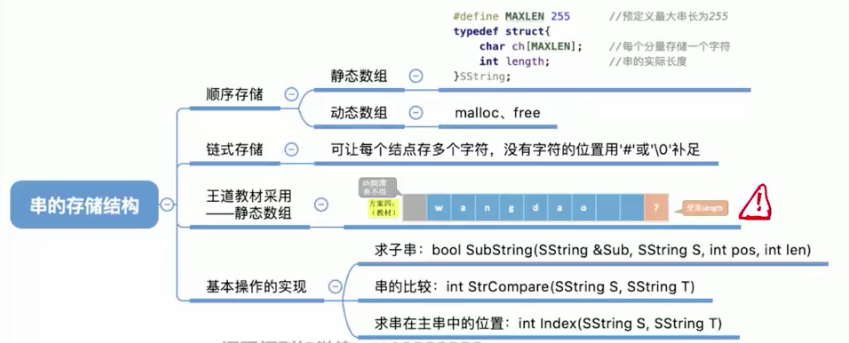 #define MAXLEN 255 //预定义最大串长为255
typedef struct{
char ch[MAXLEN]; //每个分量存储一个字符
int length; //串的实际长度
}SString;
静态数组
顺序存储
动态数组
malloc、free
链式存储
可让每个结点存多个字符，没有字符的位置用'#'或'\0'补足
串的存储结构
王道教材采用
——静态数组
方案四：
（教材）
w a n g d a o 7
变量length
求子串：bool SubString(SString &Sub, SString S, int pos, int len)
基本操作的实现
串的比较：int StrCompare(SString S, SString T)
求串在主串中的位置：int Index(SString S, SString T)